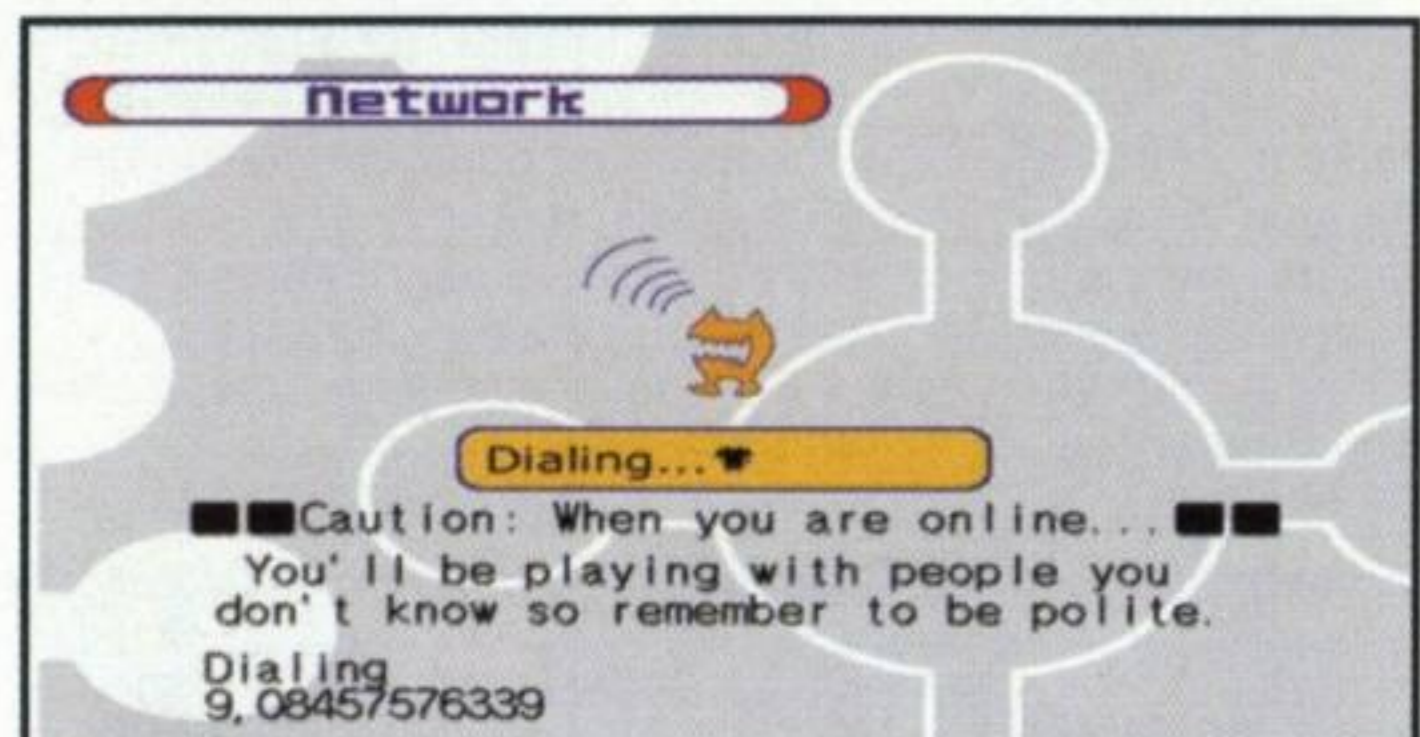 Network
Dialing...
Caution: When you are online...
You'll be playing with people you
don't know so remember to be polite.
Dialing
9,08457576339